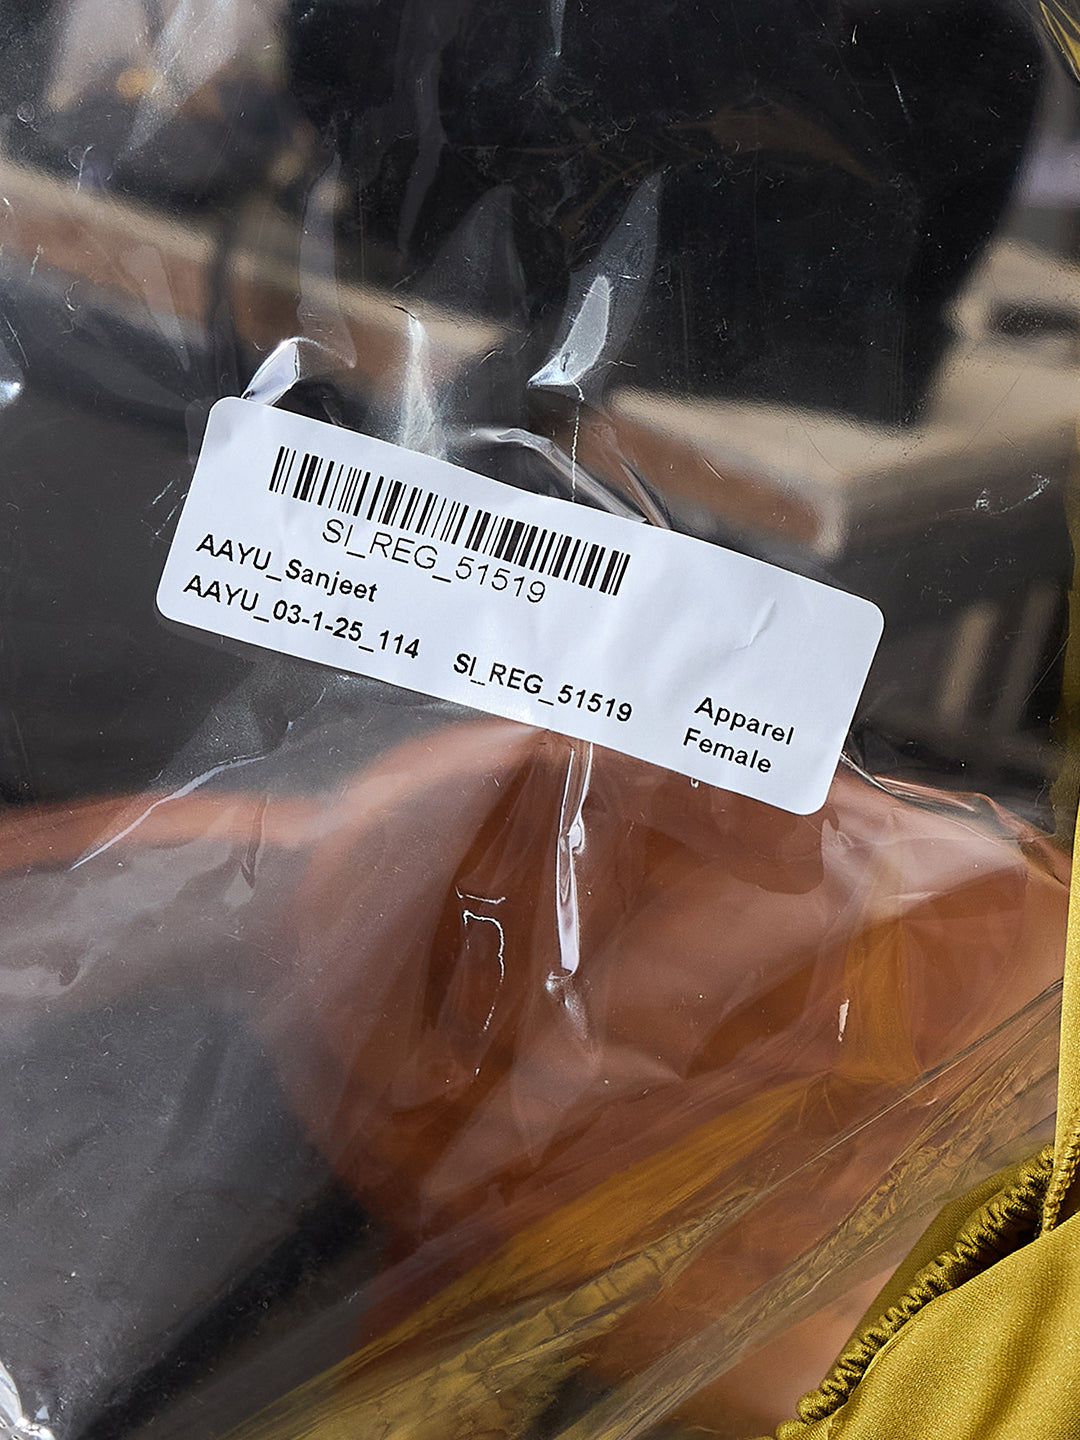 SI_REG_51519
AAYU_Sanjeet
AAYU_03-1-25_114
SI_REG_51519
Apparel
Female